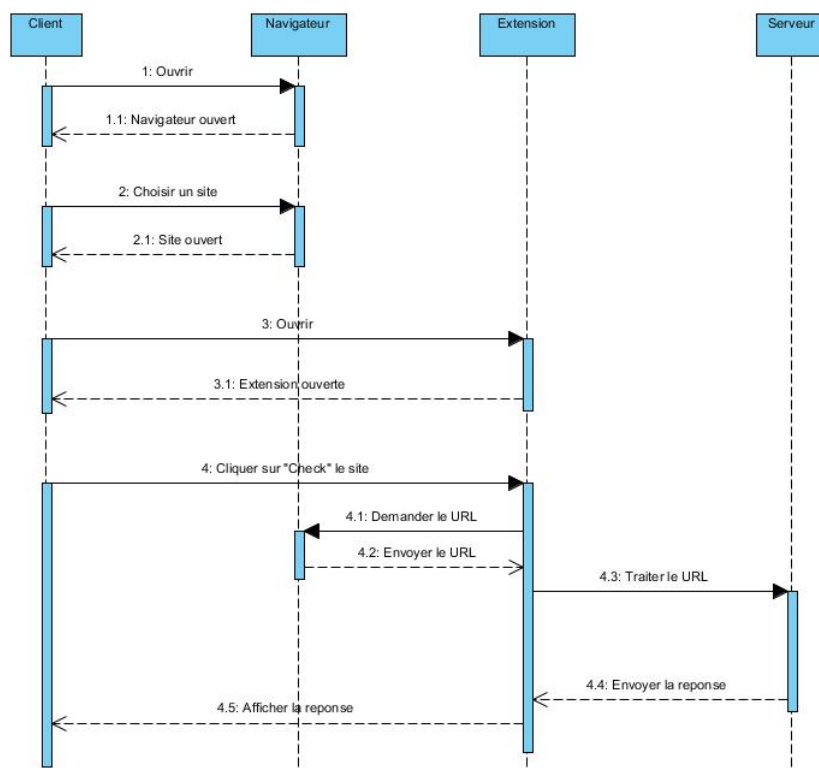 Client
Navigateur
Extension
Serveur
1: Ouvrir
1.1: Navigateur ouvert
2: Choisir un site
2.1: Site ouvert
3: Ouvrir
3.1: Extension ouverte
4: Cliquer sur "Check" le site
4.1: Demander le URL
4.2: Envoyer le URL
4.3: Traiter le URL
4.4: Envoyer la reponse
4.5: Afficher la reponse